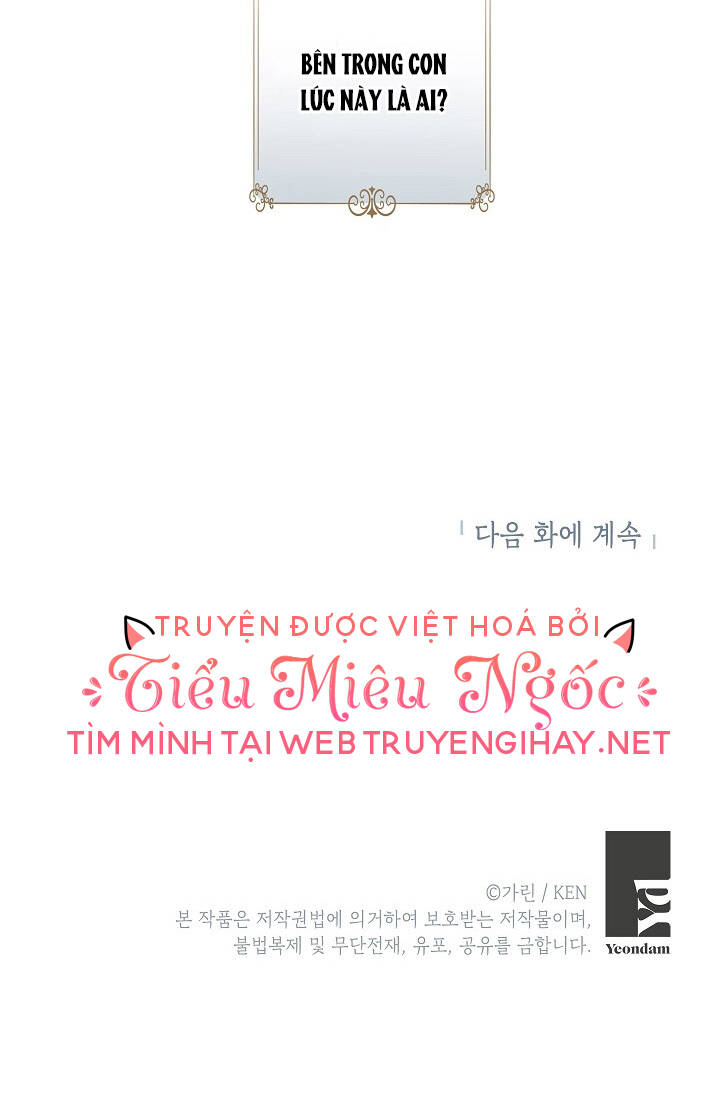 BÊN TRONG CON
LÚC NÀY LÀ AI?
다음 화에 계속
TRUYỆN ĐƯỢC VIỆT HOÁ BỞI
Tiểu Miêu Ngốc
TÌM MÌNH TẠI WEB TRUYENGIHAY.NET
©가린 / KEN
본 작품은 저작권법에 의거하여 보호받는 저작물이며,
불법복제 및 무단전재, 유포, 공유를 금합니다.
Yd
Yeondam